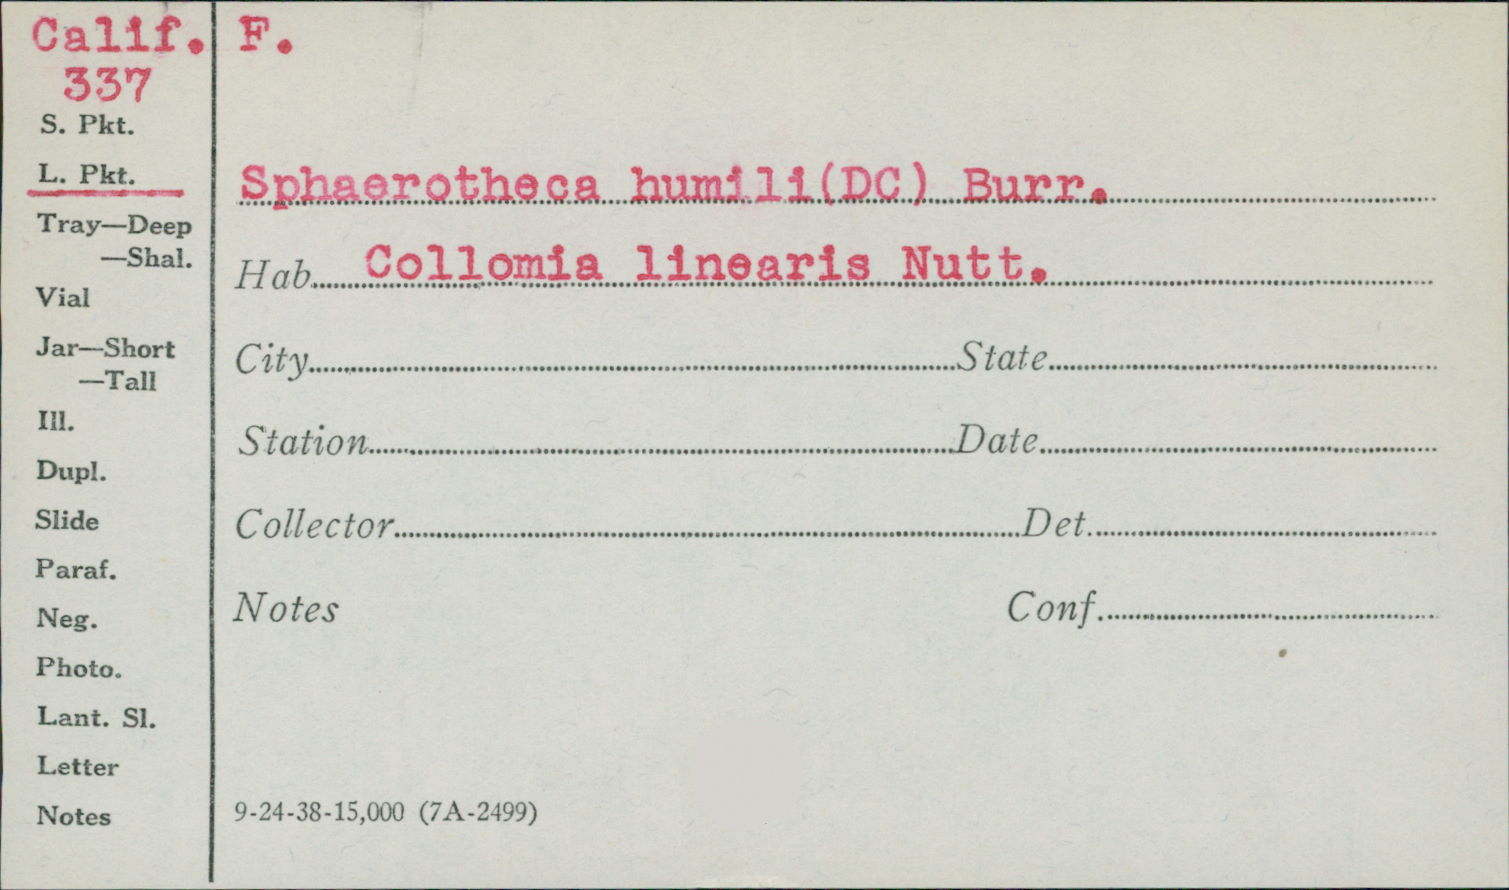 Calif. F.
337
S. Pkt.
L. Pkt.
Sphaerotheca humili(DC) Burr.
Tray—Deep
—Shal.
Hab. Collomia linearis Nutt.
Vial
Jar—Short
—Tall
City State
Ill.
Station Date
Dupl.
Slide
Collector Det.
Paraf.
Neg.
Notes Conf.
Photo.
Lant. Sl.
Letter
Notes
9-24-38-15,000 (7A-2499)